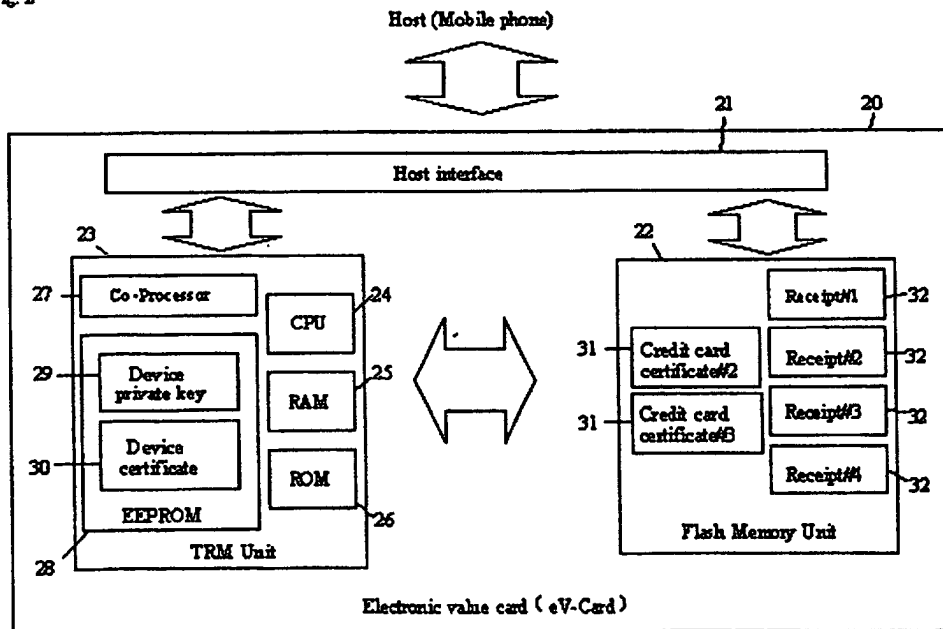 Host (Mobile phone)
21
20
Host interface
23
22
27
Co-Processor
24
CPU
Receipt#1
32
29
Device
private key
25
RAM
31
Credit card
certificate#2
Receipt#2
32
31
Credit card
certificate#3
Receipt#3
32
30
Device
certificate
ROM
26
Receipt#4
32
EEPROM
28
TRM Unit
Flash Memory Unit
Electronic value card ( eV-Card )